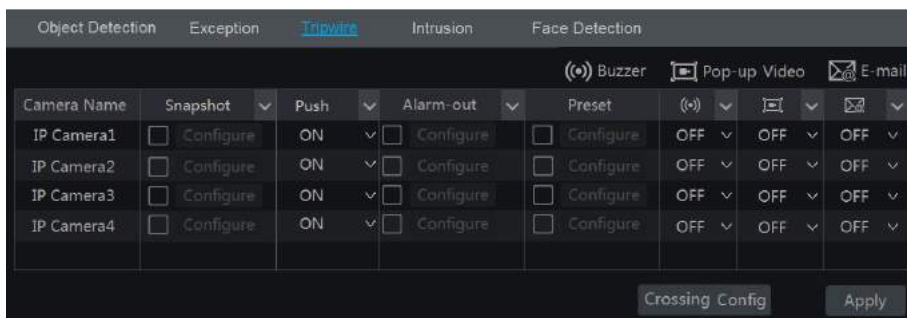 Object Detection Exception Tripwire Intrusion Face Detection
Buzzer Pop-up Video E-mail
Camera Name Snapshot Push Alarm-out Preset
IP Camera1 Configure ON Configure Configure OFF OFF OFF
IP Camera2 Configure ON Configure Configure OFF OFF OFF
IP Camera3 Configure ON Configure Configure OFF OFF OFF
IP Camera4 Configure ON Configure Configure OFF OFF OFF
Crossing Config Apply